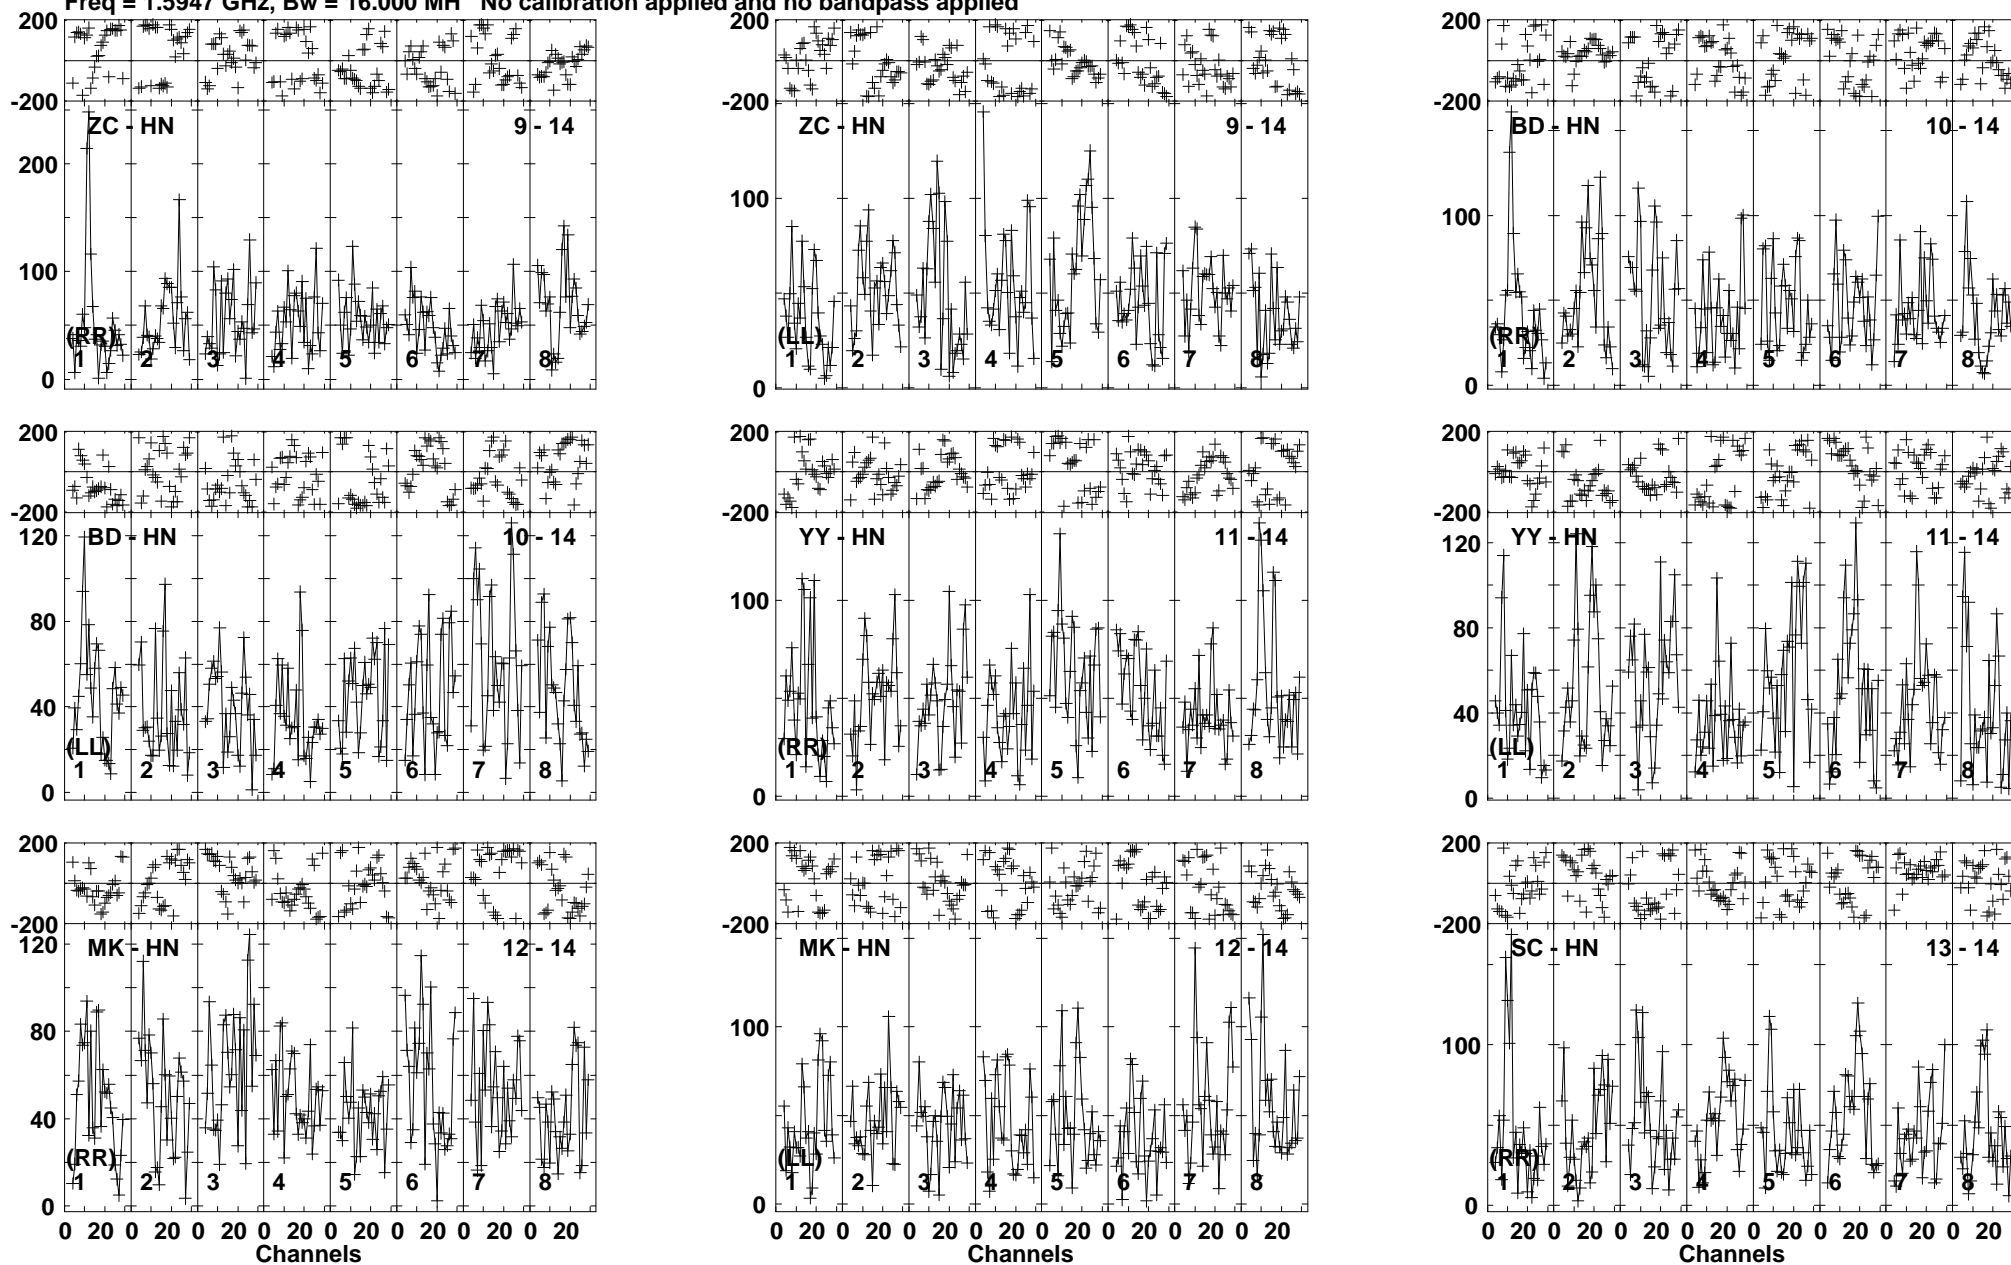 Freq = 1.5947 GHz, Bw = 16.000 MH No calibration applied and no bandpass applied
200 200 200
-200 -200 -200
ZC - HN 9 - 14 ZC - HN 9 - 14 BD - HN 10 - 14
200 100 100
100
(RR) (LL) (RR)
1 2 3 4 5 6 7 8 1 2 3 4 5 6 7 8 1 2 3 4 5 6 7 8
0 0 0
200 200 200
-200 -200 -200
BD - HN 10 - 14 YY - HN 11 - 14 YY - HN 11 - 14
120 120
100
80 80
40 40
(LL) (RR) (LL)
1 2 3 4 5 6 7 8 1 2 3 4 5 6 7 8 1 2 3 4 5 6 7 8
0 0 0
200 200 200
-200 -200 -200
MK - HN 12 - 14 MK - HN 12 - 14 SC - HN 13 - 14
120
80 100 100
40
(RR) (LL) (RR)
1 2 3 4 5 6 7 8 1 2 3 4 5 6 7 8 1 2 3 4 5 6 7 8
0 0 0
0 20 0 20 0 20 0 20 0 20 0 20 0 20 0 20 0 20 0 20 0 20 0 20 0 20 0 20 0 20 0 20 0 20 0 20 0 20 0 20 0 20 0 20 0 20 0 20
Channels Channels Channels